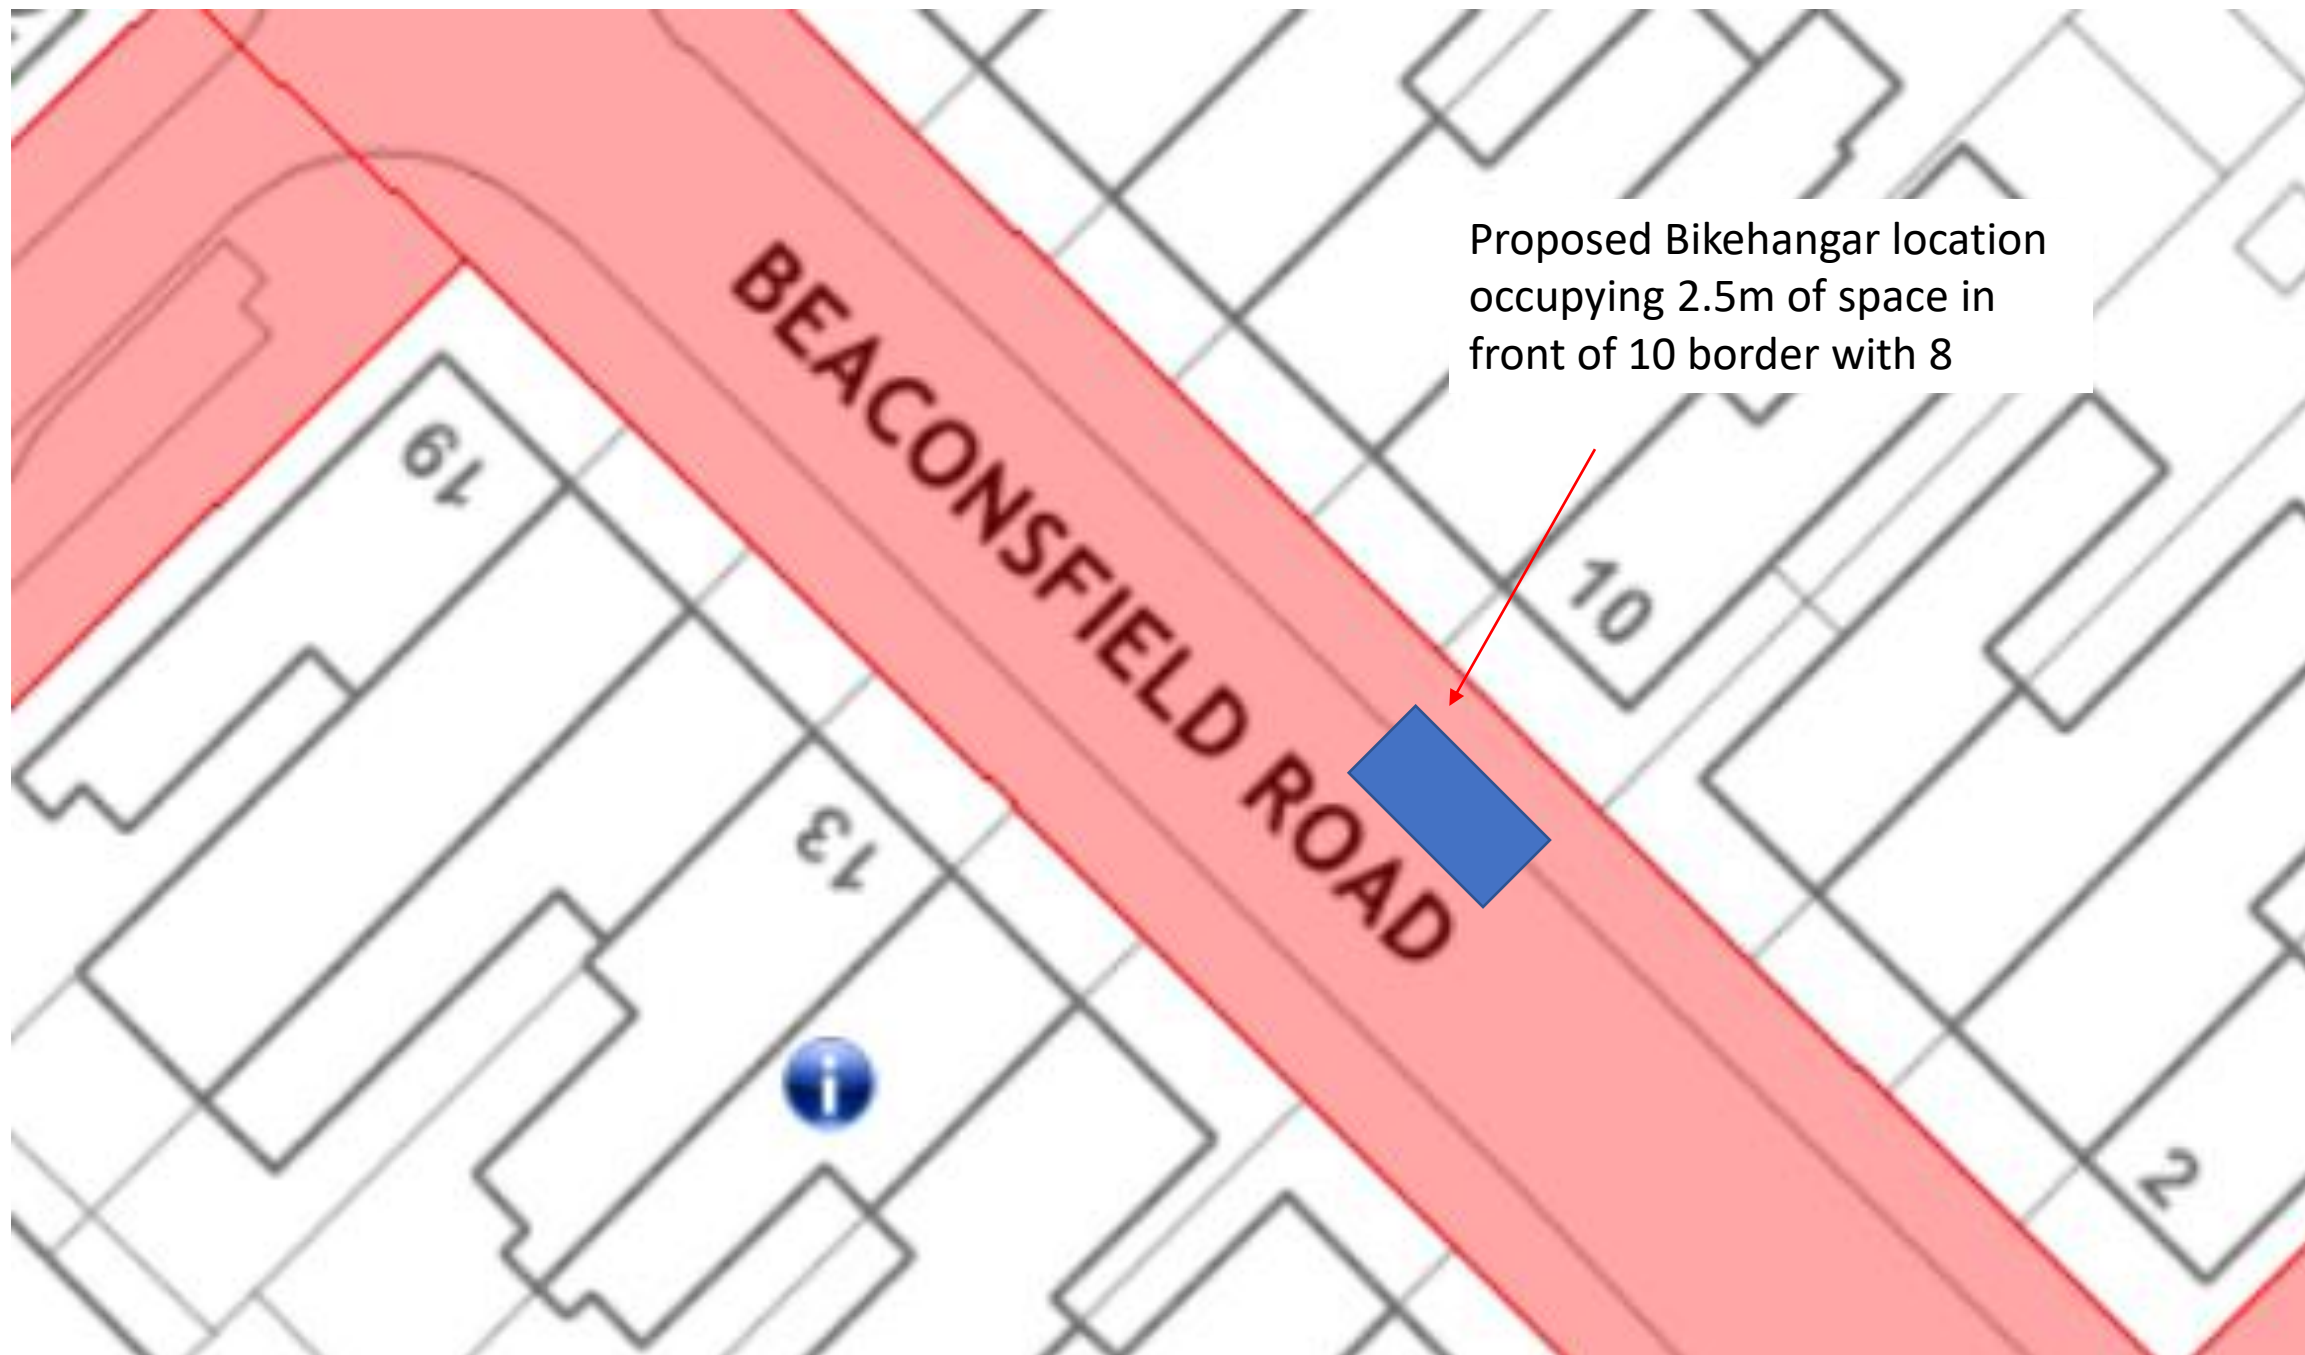 Proposed Bikehangar location
occupying 2.5m of space in
front of 10 border with 8
BEACONSFIELD ROAD
19
10
13
i
2